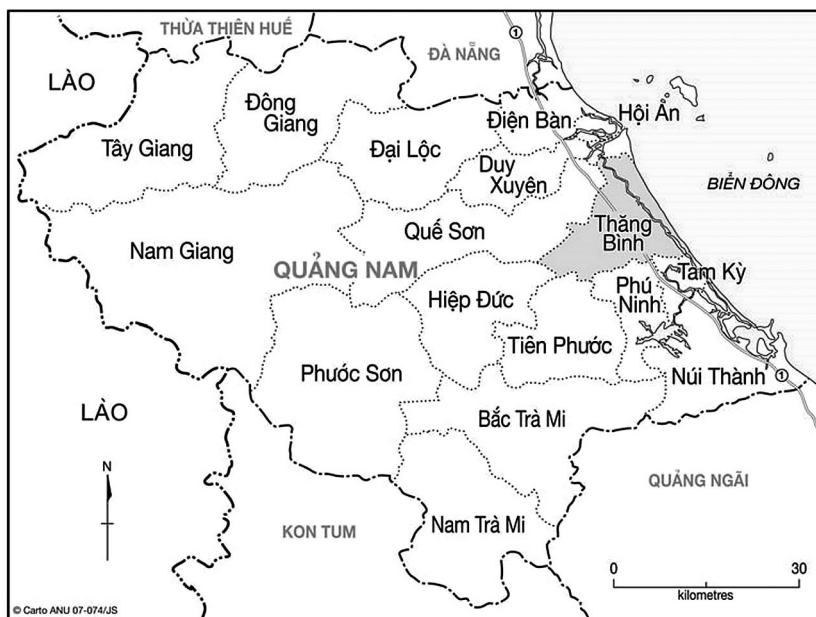 THỪA THIÊN HUẾ
ĐÀ NẴNG
1
LÀO
Đông
Giang
Hội An
Điện Bàn
Tây Giang
Đại Lộc
Duy
Xuyên
BIỂN ĐÔNG
Thăng
Bình
Quế Sơn
Nam Giang
QUẢNG NAM
Tam Kỳ
Phú
Ninh
Hiệp Đức
Tiên Phước
Phước Sơn
Núi Thành
1
LÀO
Bắc Trà Mi
N
QUẢNG NGÃI
Nam Trà Mi
KON TUM
0 30
kilometres
© Carto ANU 07-074/JS